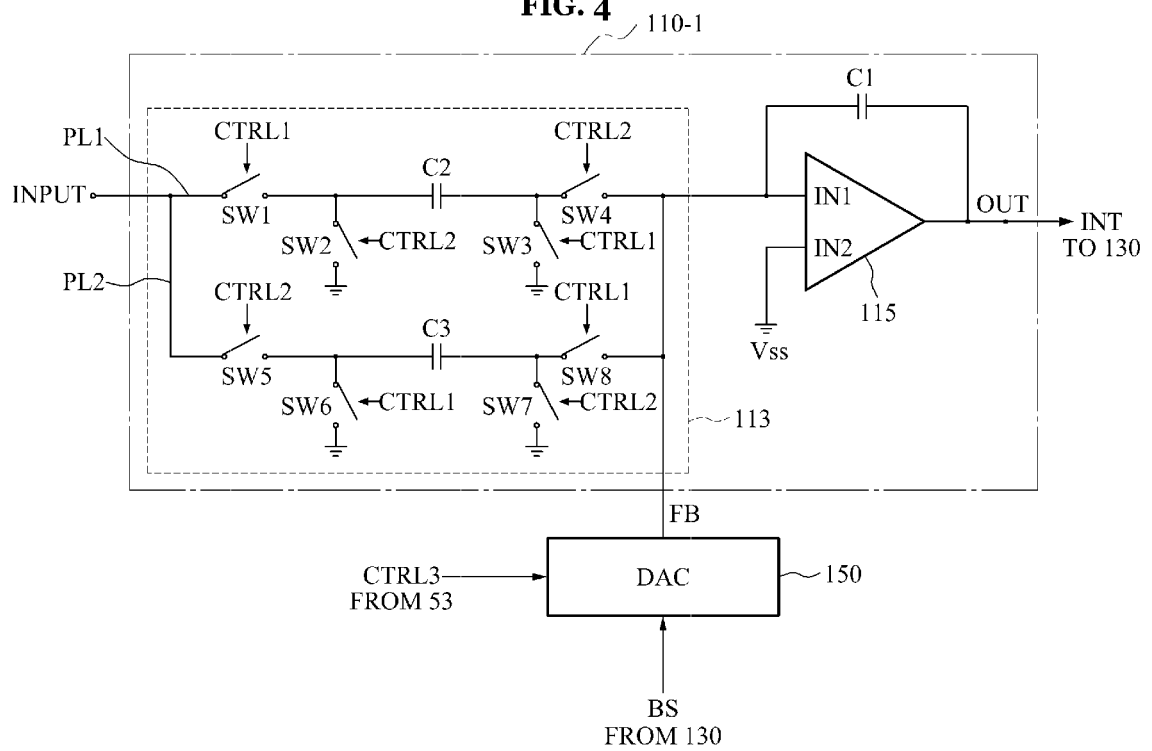 FIG. 4
110-1
C1
PL1
CTRL1
CTRL2
C2
INPUT
SW1
SW4
IN1
OUT
INT
TO 130
SW2
CTRL2
SW3
CTRL1
IN2
PL2
CTRL2
CTRL1
115
C3
Vss
SW5
SW8
SW6
CTRL1
SW7
CTRL2
113
FB
CTRL3
FROM 53
DAC
150
BS
FROM 130